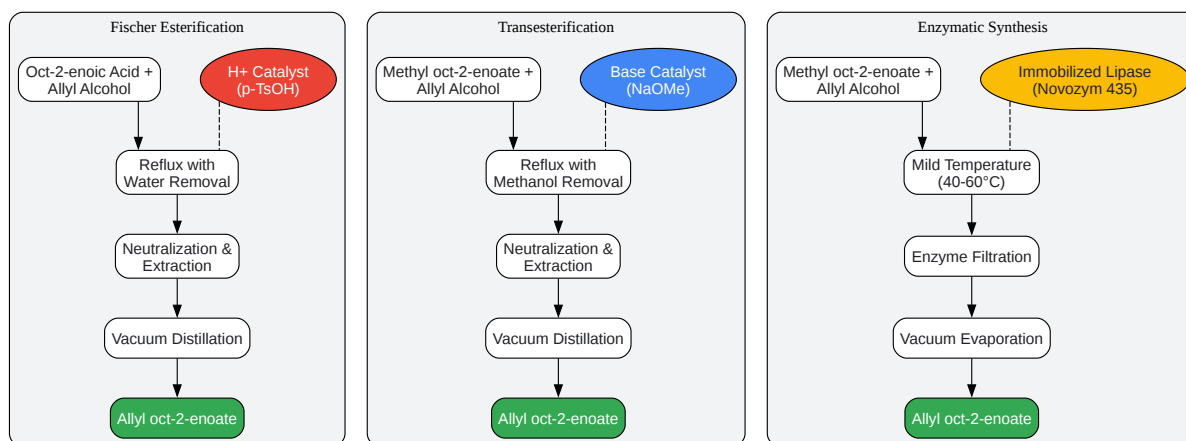 Fischer Esterification
Oct-2-enoic Acid +
Allyl Alcohol
H+ Catalyst
(p-TsOH)
Reflux with
Water Removal
Neutralization &
Extraction
Vacuum Distillation
Allyl oct-2-enoate
Transesterification
Methyl oct-2-enoate +
Allyl Alcohol
Base Catalyst
(NaOMe)
Reflux with
Methanol Removal
Neutralization &
Extraction
Vacuum Distillation
Allyl oct-2-enoate
Enzymatic Synthesis
Methyl oct-2-enoate +
Allyl Alcohol
Immobilized Lipase
(Novozym 435)
Mild Temperature
(40-60°C)
Enzyme Filtration
Vacuum Evaporation
Allyl oct-2-enoate